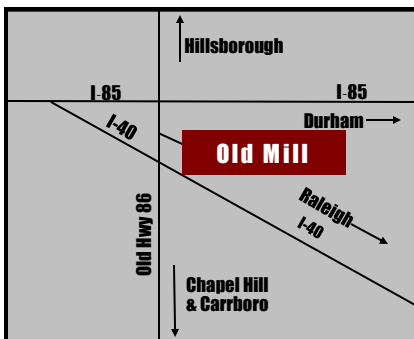 Hillsborough
I-85
I-85
I-40
Durham
Old Mill
Raleigh
I-40
Old Hwy 86
Chapel Hill
& Carrboro